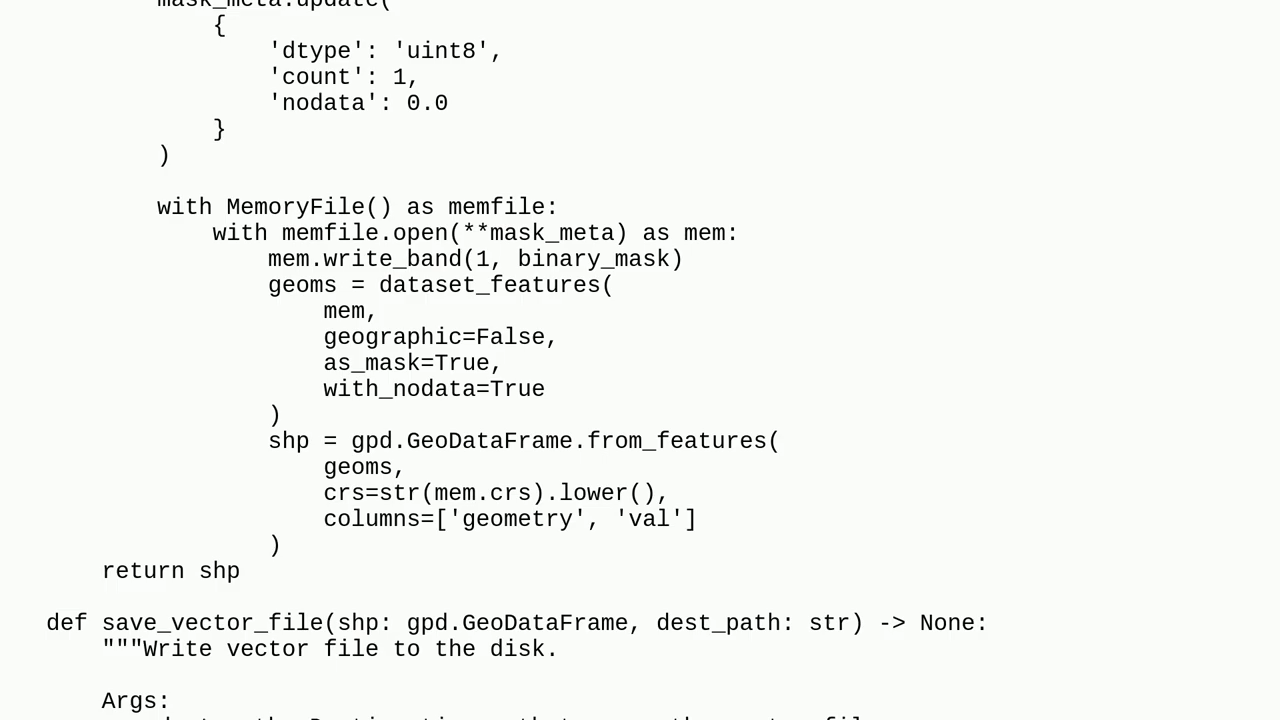 mask_meta.update(
{
'dtype': 'uint8',
'count': 1,
'nodata': 0.0
}
)
with MemoryFile() as memfile:
with memfile.open(**mask_meta) as mem:
mem.write_band(1, binary_mask)
geoms = dataset_features(
mem,
geographic=False,
as_mask=True,
with_nodata=True
)
shp = gpd.GeoDataFrame.from_features(
geoms,
crs=str(mem.crs).lower(),
columns=['geometry', 'val']
)
return shp
def save_vector_file(shp: gpd.GeoDataFrame, dest_path: str) -> None:
"""Write vector file to the disk.
Args: